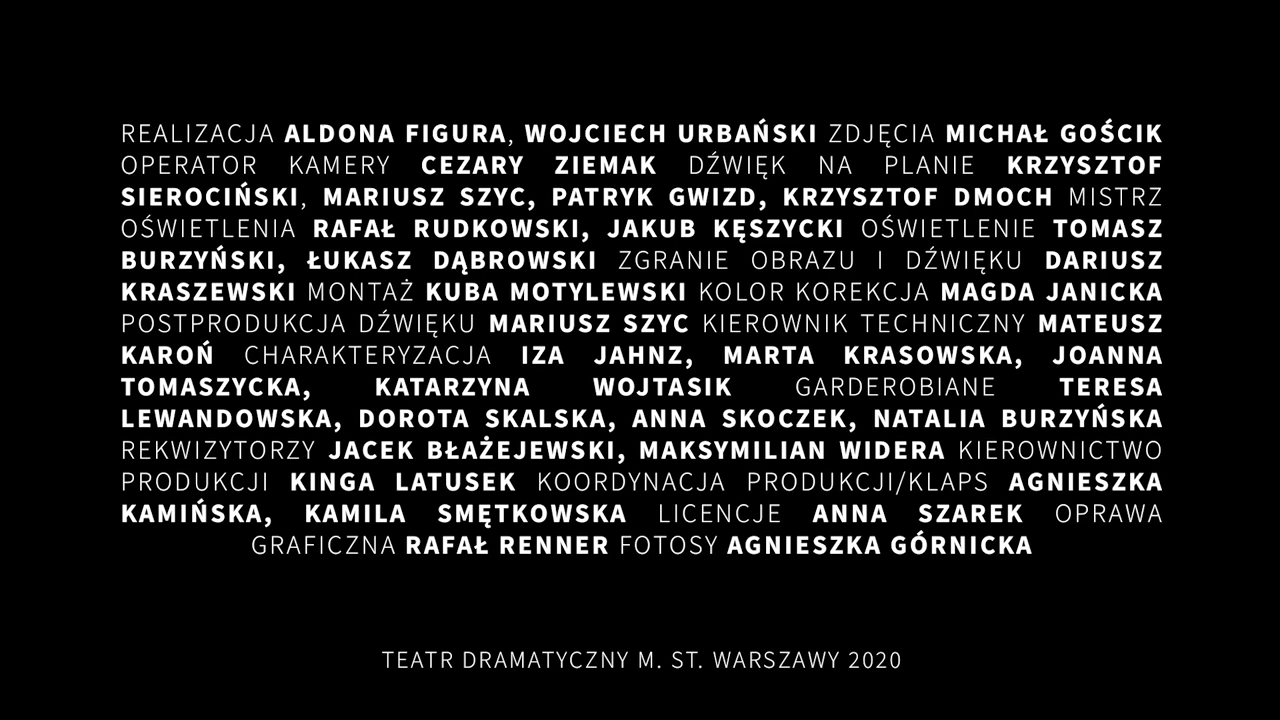 REALIZACJA ALDONA FIGURA, WOJCIECH URBAŃSKI ZDJĘCIA MICHAŁ GOŚCIK
OPERATOR KAMERY CEZARY ZIEMAK DŹWIĘK NA PLANIE KRZYSZTOF
SIEROCIŃSKI, MARIUSZ SZYC, PATRYK GWIZD, KRZYSZTOF DMOCH MISTRZ
OŚWIETLENIA RAFAŁ RUDKOWSKI, JAKUB KĘSZYCKI OŚWIETLENIE TOMASZ
BURZYŃSKI, ŁUKASZ DĄBROWSKI ZGRANIE OBRAZU I DŹWIĘKU DARIUSZ
KRASZEWSKI MONTAŻ KUBA MOTYLEWSKI KOLOR KOREKCJA MAGDA JANICKA
POSTPRODUKCJA DŹWIĘKU MARIUSZ SZYC KIEROWNIK TECHNICZNY MATEUSZ
KAROŃ CHARAKTERYZACJA IZA JAHNZ, MARTA KRASOWSKA, JOANNA
TOMASZYCKA, KATARZYNA WOJTASIK GARDEROBIANE TERESA
LEWANDOWSKA, DOROTA SKALSKA, ANNA SKOCZEK, NATALIA BURZYŃSKA
REKWIZYTORZY JACEK BŁAŻEJEWSKI, MAKSYMILIAN WIDERA KIEROWNICTWO
PRODUKCJI KINGA LATUSEK KOORDYNACJA PRODUKCJI/KLAPS AGNIESZKA
KAMIŃSKA, KAMILA SMĘTKOWSKA LICENCJE ANNA SZAREK OPRAWA
GRAFICZNA RAFAŁ RENNER FOTOSY AGNIESZKA GÓRNICKA
TEATR DRAMATYCZNY M. ST. WARSZAWY 2020